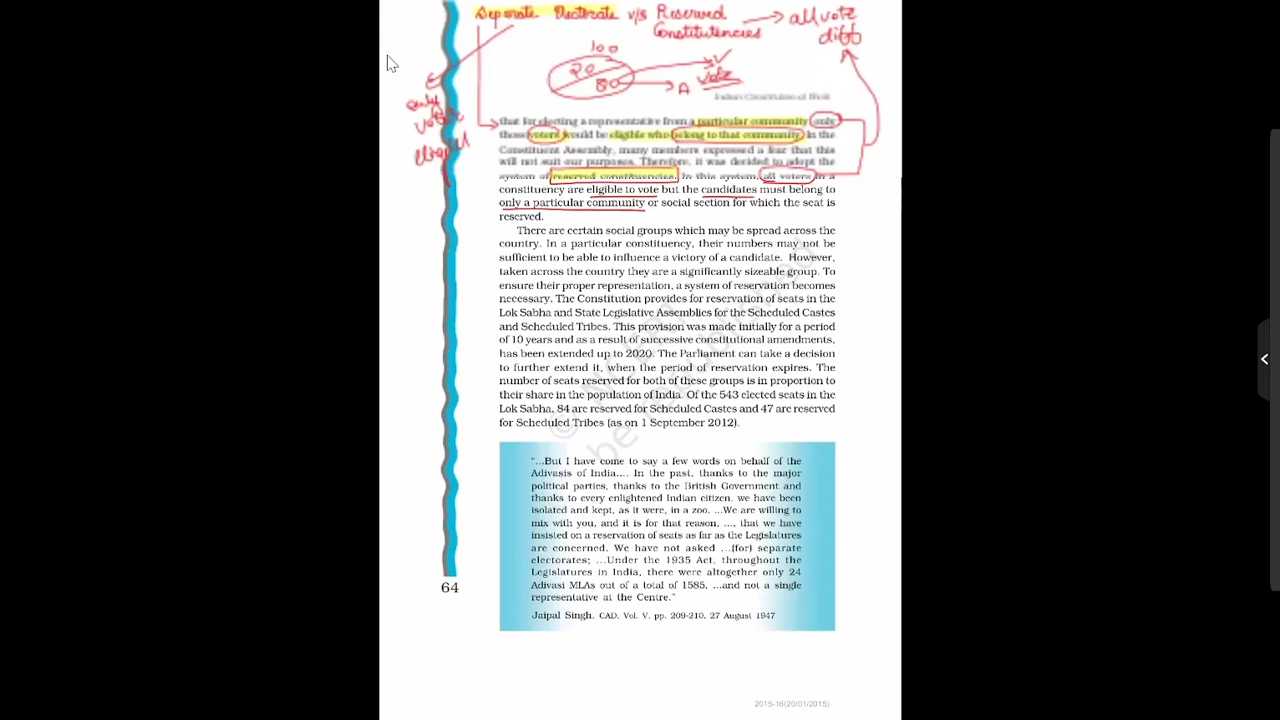 Separate Electorate v/s Reserved Constitutencies → all vote diff
100
20
80
A
vote
only
vote
Indian Constitution at Work
that for electing a representative from a particular community only
those voters would be eligible who belong to that community. In the
Constituent Assembly, many members expressed a fear that this
will not suit our purposes. Therefore, it was decided to adopt the
system of reserved constituencies. In this system, all voters in a
constituency are eligible to vote but the candidates must belong to
only a particular community or social section for which the seat is
reserved.
There are certain social groups which may be spread across the
country. In a particular constituency, their numbers may not be
sufficient to be able to influence a victory of a candidate. However,
taken across the country they are a significantly sizeable group. To
ensure their proper representation, a system of reservation becomes
necessary. The Constitution provides for reservation of seats in the
Lok Sabha and State Legislative Assemblies for the Scheduled Castes
and Scheduled Tribes. This provision was made initially for a period
of 10 years and as a result of successive constitutional amendments,
has been extended up to 2020. The Parliament can take a decision
to further extend it, when the period of reservation expires. The
number of seats reserved for both of these groups is in proportion to
their share in the population of India. Of the 543 elected seats in the
Lok Sabha, 84 are reserved for Scheduled Castes and 47 are reserved
for Scheduled Tribes (as on 1 September 2012).
"...But I have come to say a few words on behalf of the
Adivasis of India.... In the past, thanks to the major
political parties, thanks to the British Government and
thanks to every enlightened Indian citizen, we have been
isolated and kept, as it were, in a zoo. ...We are willing to
mix with you, and it is for that reason, ..., that we have
insisted on a reservation of seats as far as the Legislatures
are concerned. We have not asked ...(for) separate
electorates; ...Under the 1935 Act, throughout the
Legislatures in India, there were altogether only 24
Adivasi MLAs out of a total of 1585, ...and not a single
representative at the Centre."
Jaipal Singh, CAD, Vol. V, pp. 209-210, 27 August 1947
64
2015-16(20/01/2015)